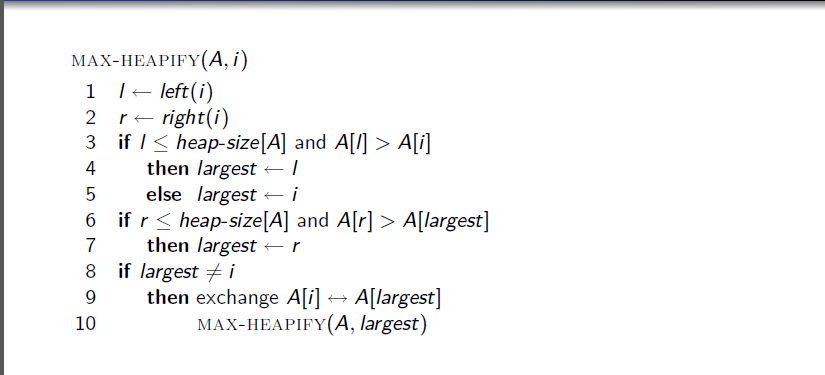 MAX-HEAPIFY(A, i)
1 l ← left(i)
2 r ← right(i)
3 if l ≤ heap-size[A] and A[l] > A[i]
4 then largest ← l
5 else largest ← i
6 if r ≤ heap-size[A] and A[r] > A[largest]
7 then largest ← r
8 if largest ≠ i
9 then exchange A[i] ↔ A[largest]
10 MAX-HEAPIFY(A, largest)